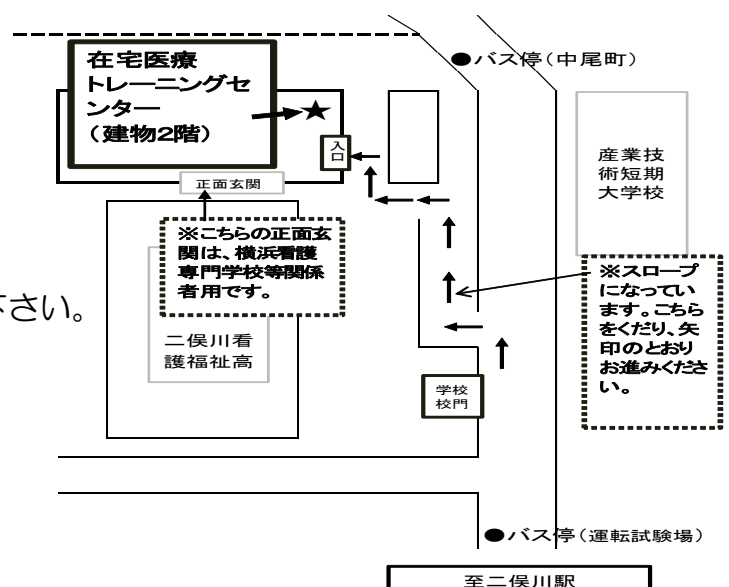 ●バス停(中尾町)
在宅医療
トレーニングセ
ンター
(建物2階)
★
入
口
正面玄関
産業技
術短期
大学校
※こちらの正面玄
関は、横浜看護
専門学校等関係
者用です。
※スロープ
になってい
ます。こちら
をくだり、矢
印のとおり
お進みくださ
い。
下さい。
二俣川看
護福祉高
学校
校門
●バス停(運転試験場)
至二俣川駅